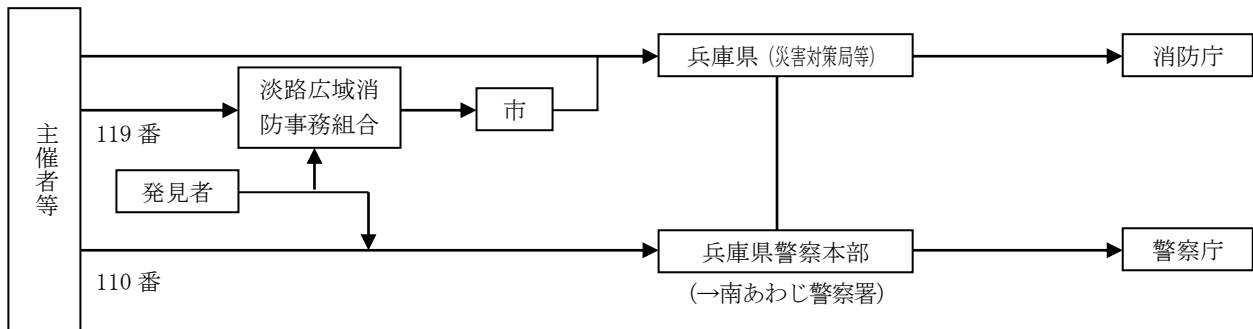 主催者等
兵庫県（災害対策局等）
消防庁
淡路広域消
防事務組合
市
119 番
発見者
兵庫県警察本部
警察庁
110 番
（→南あわじ警察署）